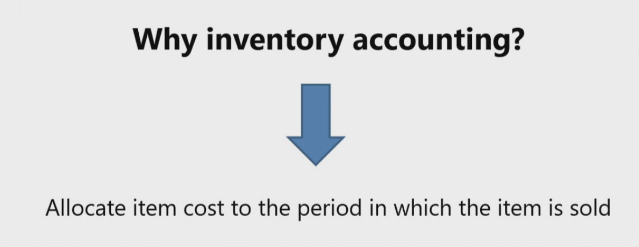 Why inventory accounting?
Allocate item cost to the period in which the item is sold